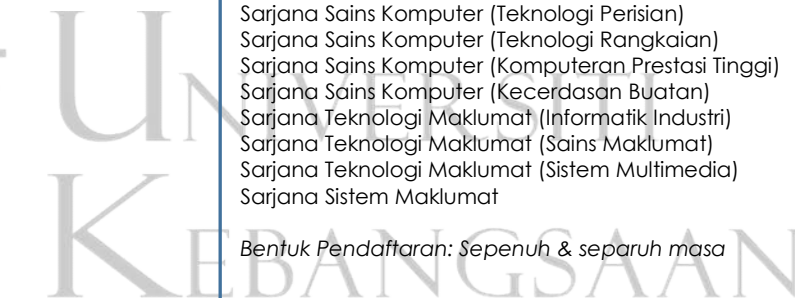 Sarjana Sains Komputer (Teknologi Perisian)
Sarjana Sains Komputer (Teknologi Rangkaian)
Sarjana Sains Komputer (Komputeran Prestasi Tinggi)
Sarjana Sains Komputer (Kecerdasan Buatan)
Sarjana Teknologi Maklumat (Informatik Industri)
Sarjana Teknologi Maklumat (Sains Maklumat)
Sarjana Teknologi Maklumat (Sistem Multimedia)
Sarjana Sistem Maklumat
Bentuk Pendaftaran: Sepenuh & separuh masa
UNIVERSITI
KEBANGSAAN